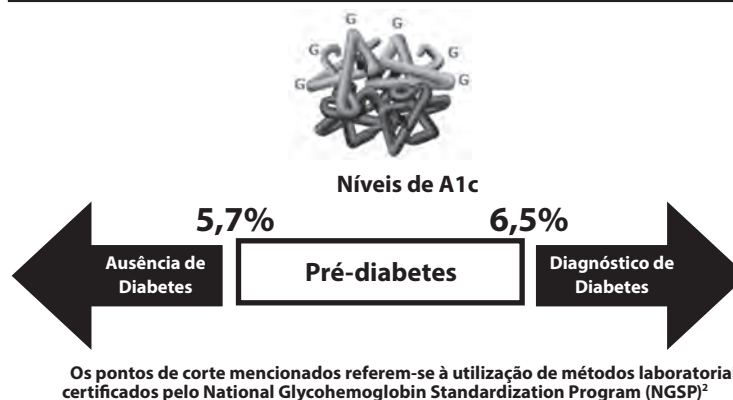 G G
G G
G G
Níveis de A1c
5,7% 6,5%
Ausência de
Diabetes
Pré-diabetes
Diagnóstico de
Diabetes
Os pontos de corte mencionados referem-se à utilização de métodos laboratoriai
certificados pelo National Glycohemoglobin Standardization Program (NGSP)²